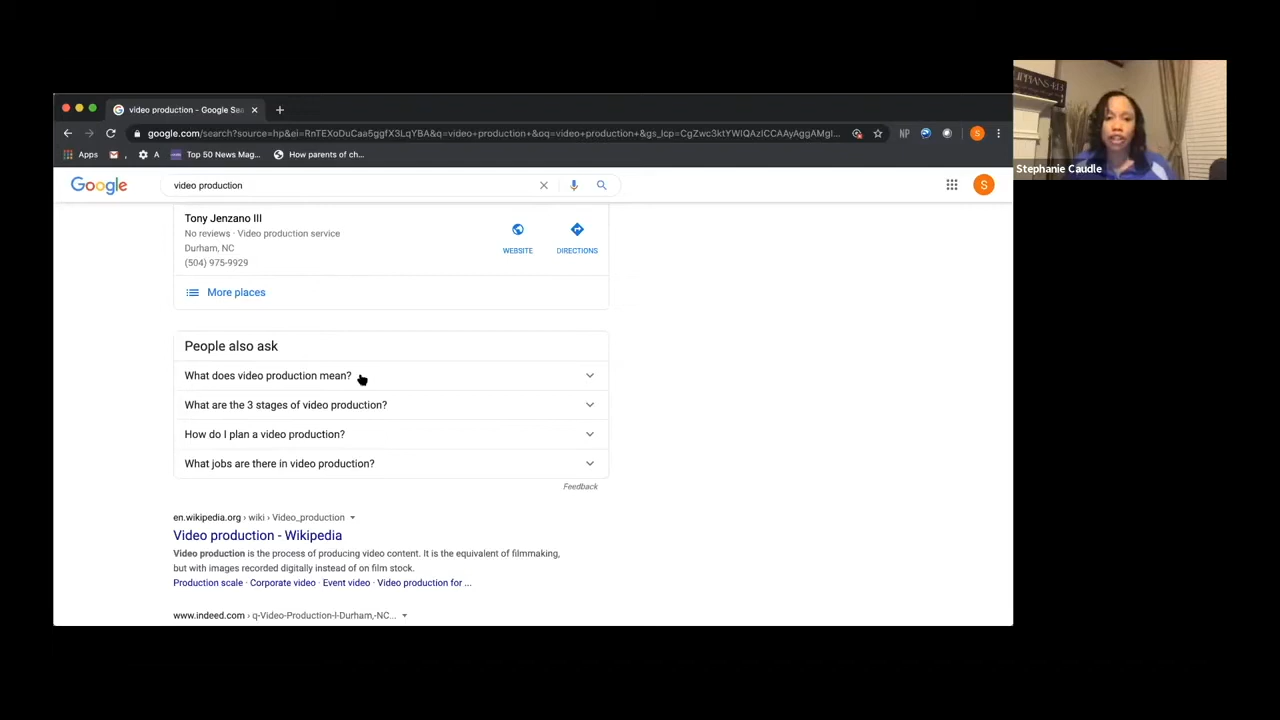 video production - Google Sea
google.com/search?source=hp&ei=RnTEXoDuCaa5ggfX3LqYBA&q=video+production+&oq=video+production+&gs_lcp=CgZwc3ktYWIQAzICCAAyAggAMgI...
NP
S
Apps
A
Top 50 News Mag...
How parents of ch...
Google
video production
S
Tony Jenzano III
No reviews · Video production service
Durham, NC
(504) 975-9929
WEBSITE
DIRECTIONS
More places
People also ask
What does video production mean?
What are the 3 stages of video production?
How do I plan a video production?
What jobs are there in video production?
Feedback
en.wikipedia.org › wiki › Video_production
Video production - Wikipedia
Video production is the process of producing video content. It is the equivalent of filmmaking,
but with images recorded digitally instead of on film stock.
Production scale · Corporate video · Event video · Video production for ...
www.indeed.com › q-Video-Production-l-Durham,-NC...
LIPPIANS 4:13
Stephanie Caudle